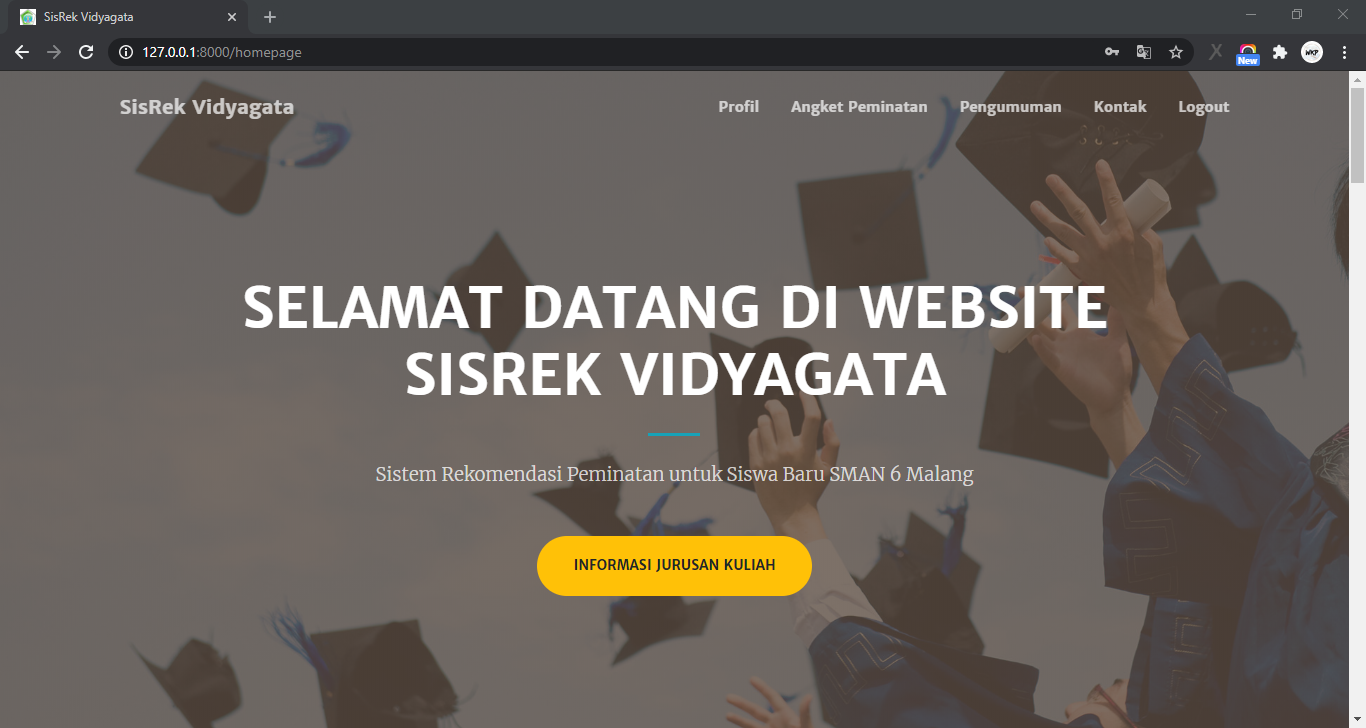 SisRek Vidyagata
127.0.0.1:8000/homepage
New
WKP
SisRek Vidyagata
Profil
Angket Peminatan
Pengumuman
Kontak
Logout
SELAMAT DATANG DI WEBSITE
SISREK VIDYAGATA
Sistem Rekomendasi Peminatan untuk Siswa Baru SMAN 6 Malang
INFORMASI JURUSAN KULIAH